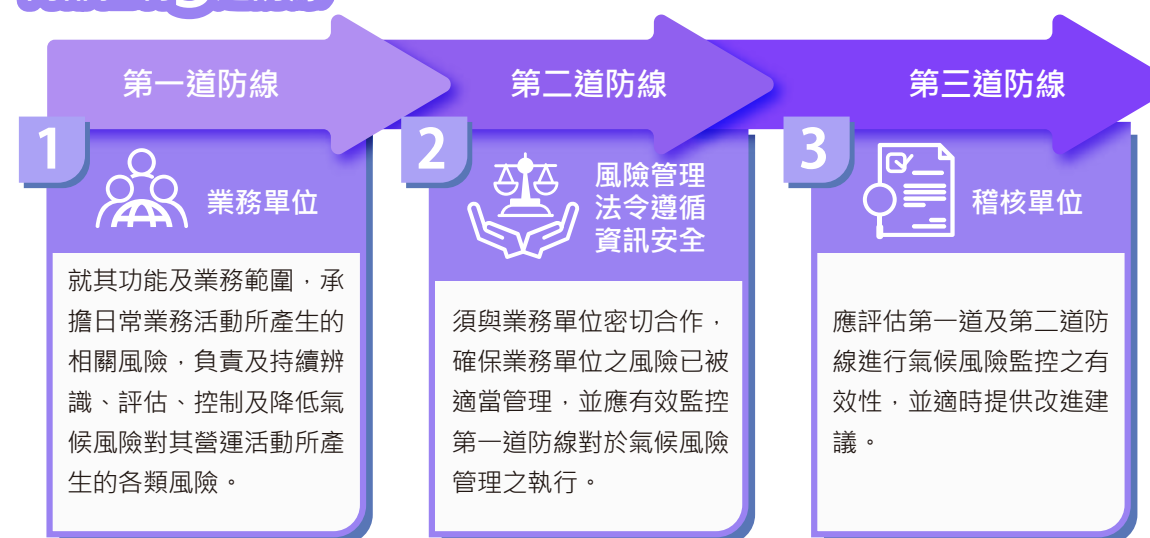 第一道防線
1
業務單位
就其功能及業務範圍，承
擔日常業務活動所產生的
相關風險，負責及持續辨
識、評估、控制及降低氣
候風險對其營運活動所產
生的各類風險。
第二道防線
2
風險管理
法令遵循
資訊安全
須與業務單位密切合作，
確保業務單位之風險已被
適當管理，並應有效監控
第一道防線對於氣候風險
管理之執行。
第三道防線
3
稽核單位
應評估第一道及第二道防
線進行氣候風險監控之有
效性，並適時提供改進建
議。